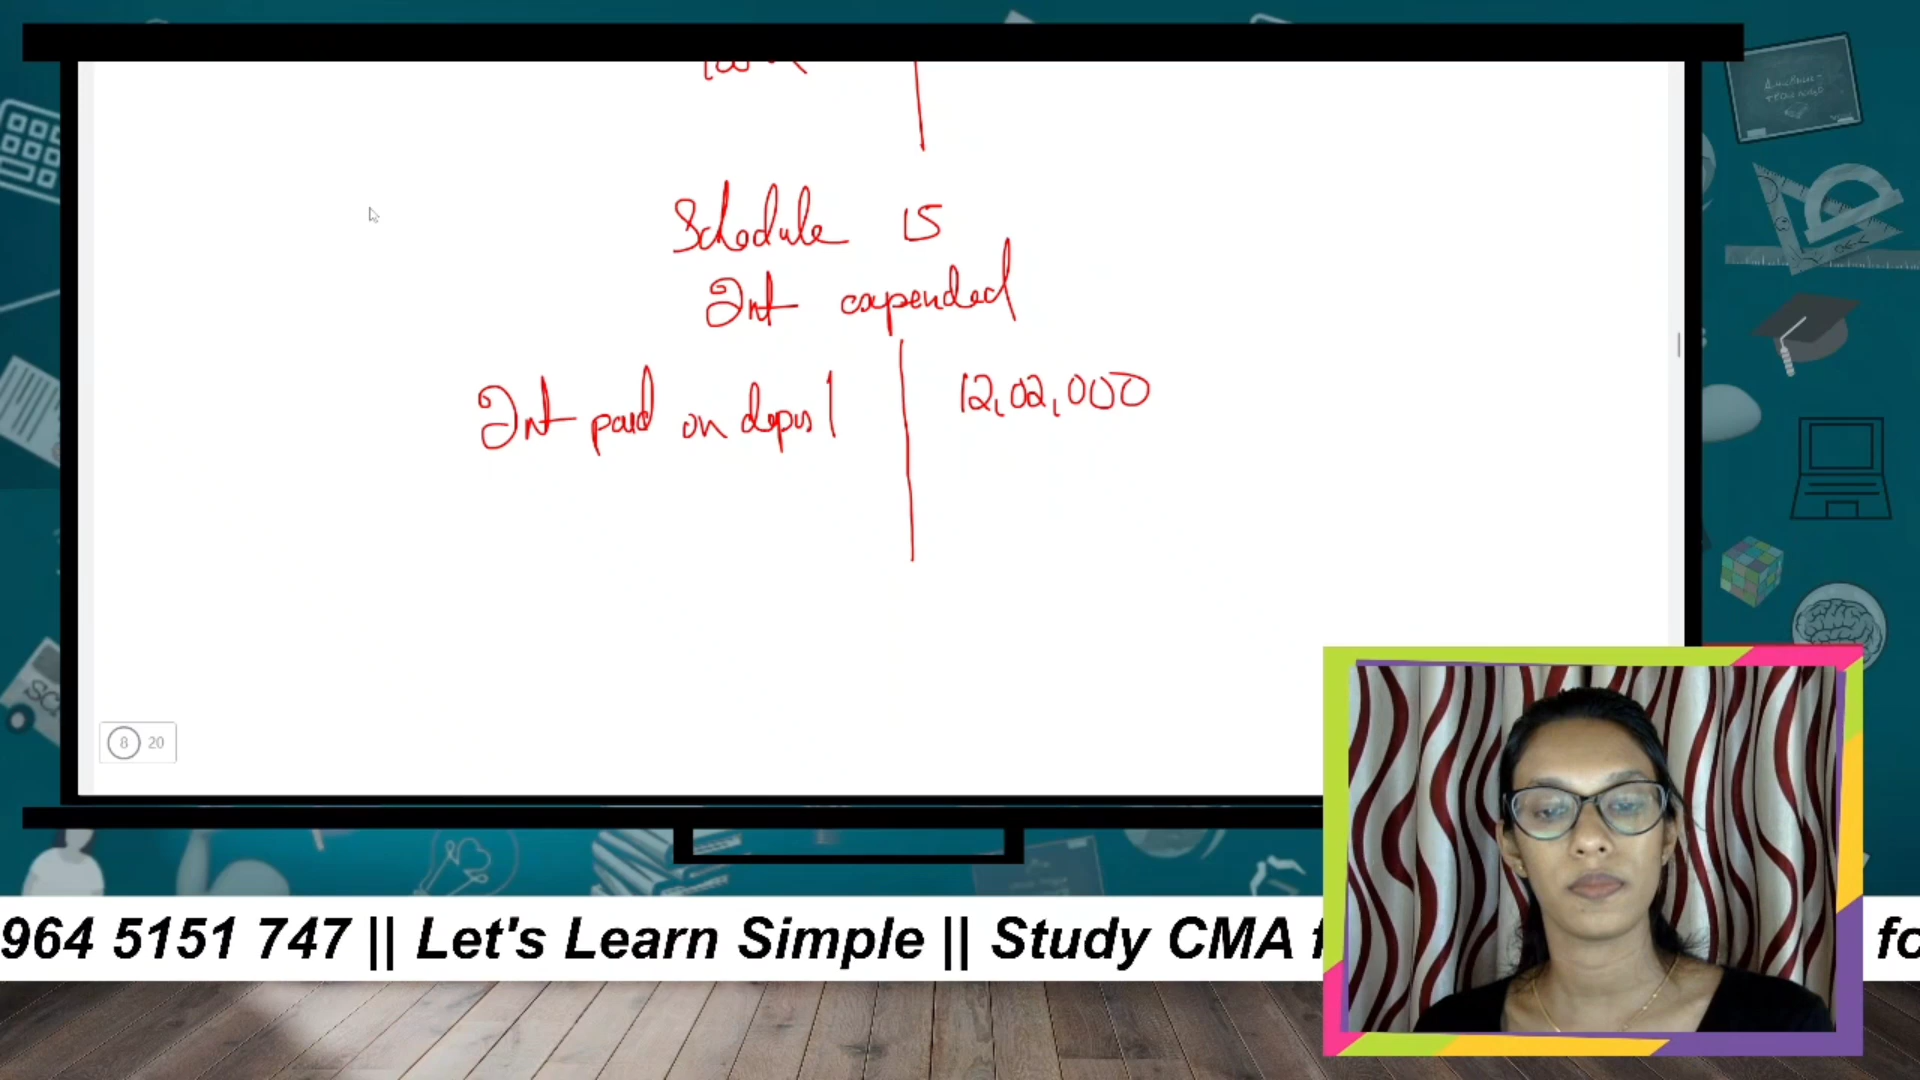 Schedule 15
Int expended
Int paid on deposit 12,02,000
8 20
964 5151 747 || Let's Learn Simple || Study CMA